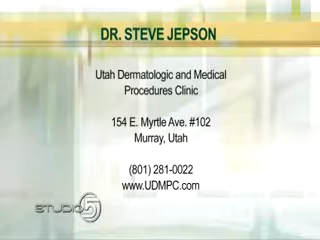 DR. STEVE JEPSON
Utah Dermatologic and Medical
Procedures Clinic
154 E. Myrtle Ave. #102
Murray, Utah
(801) 281-0022
www.UDMPC.com
STUDIO 5